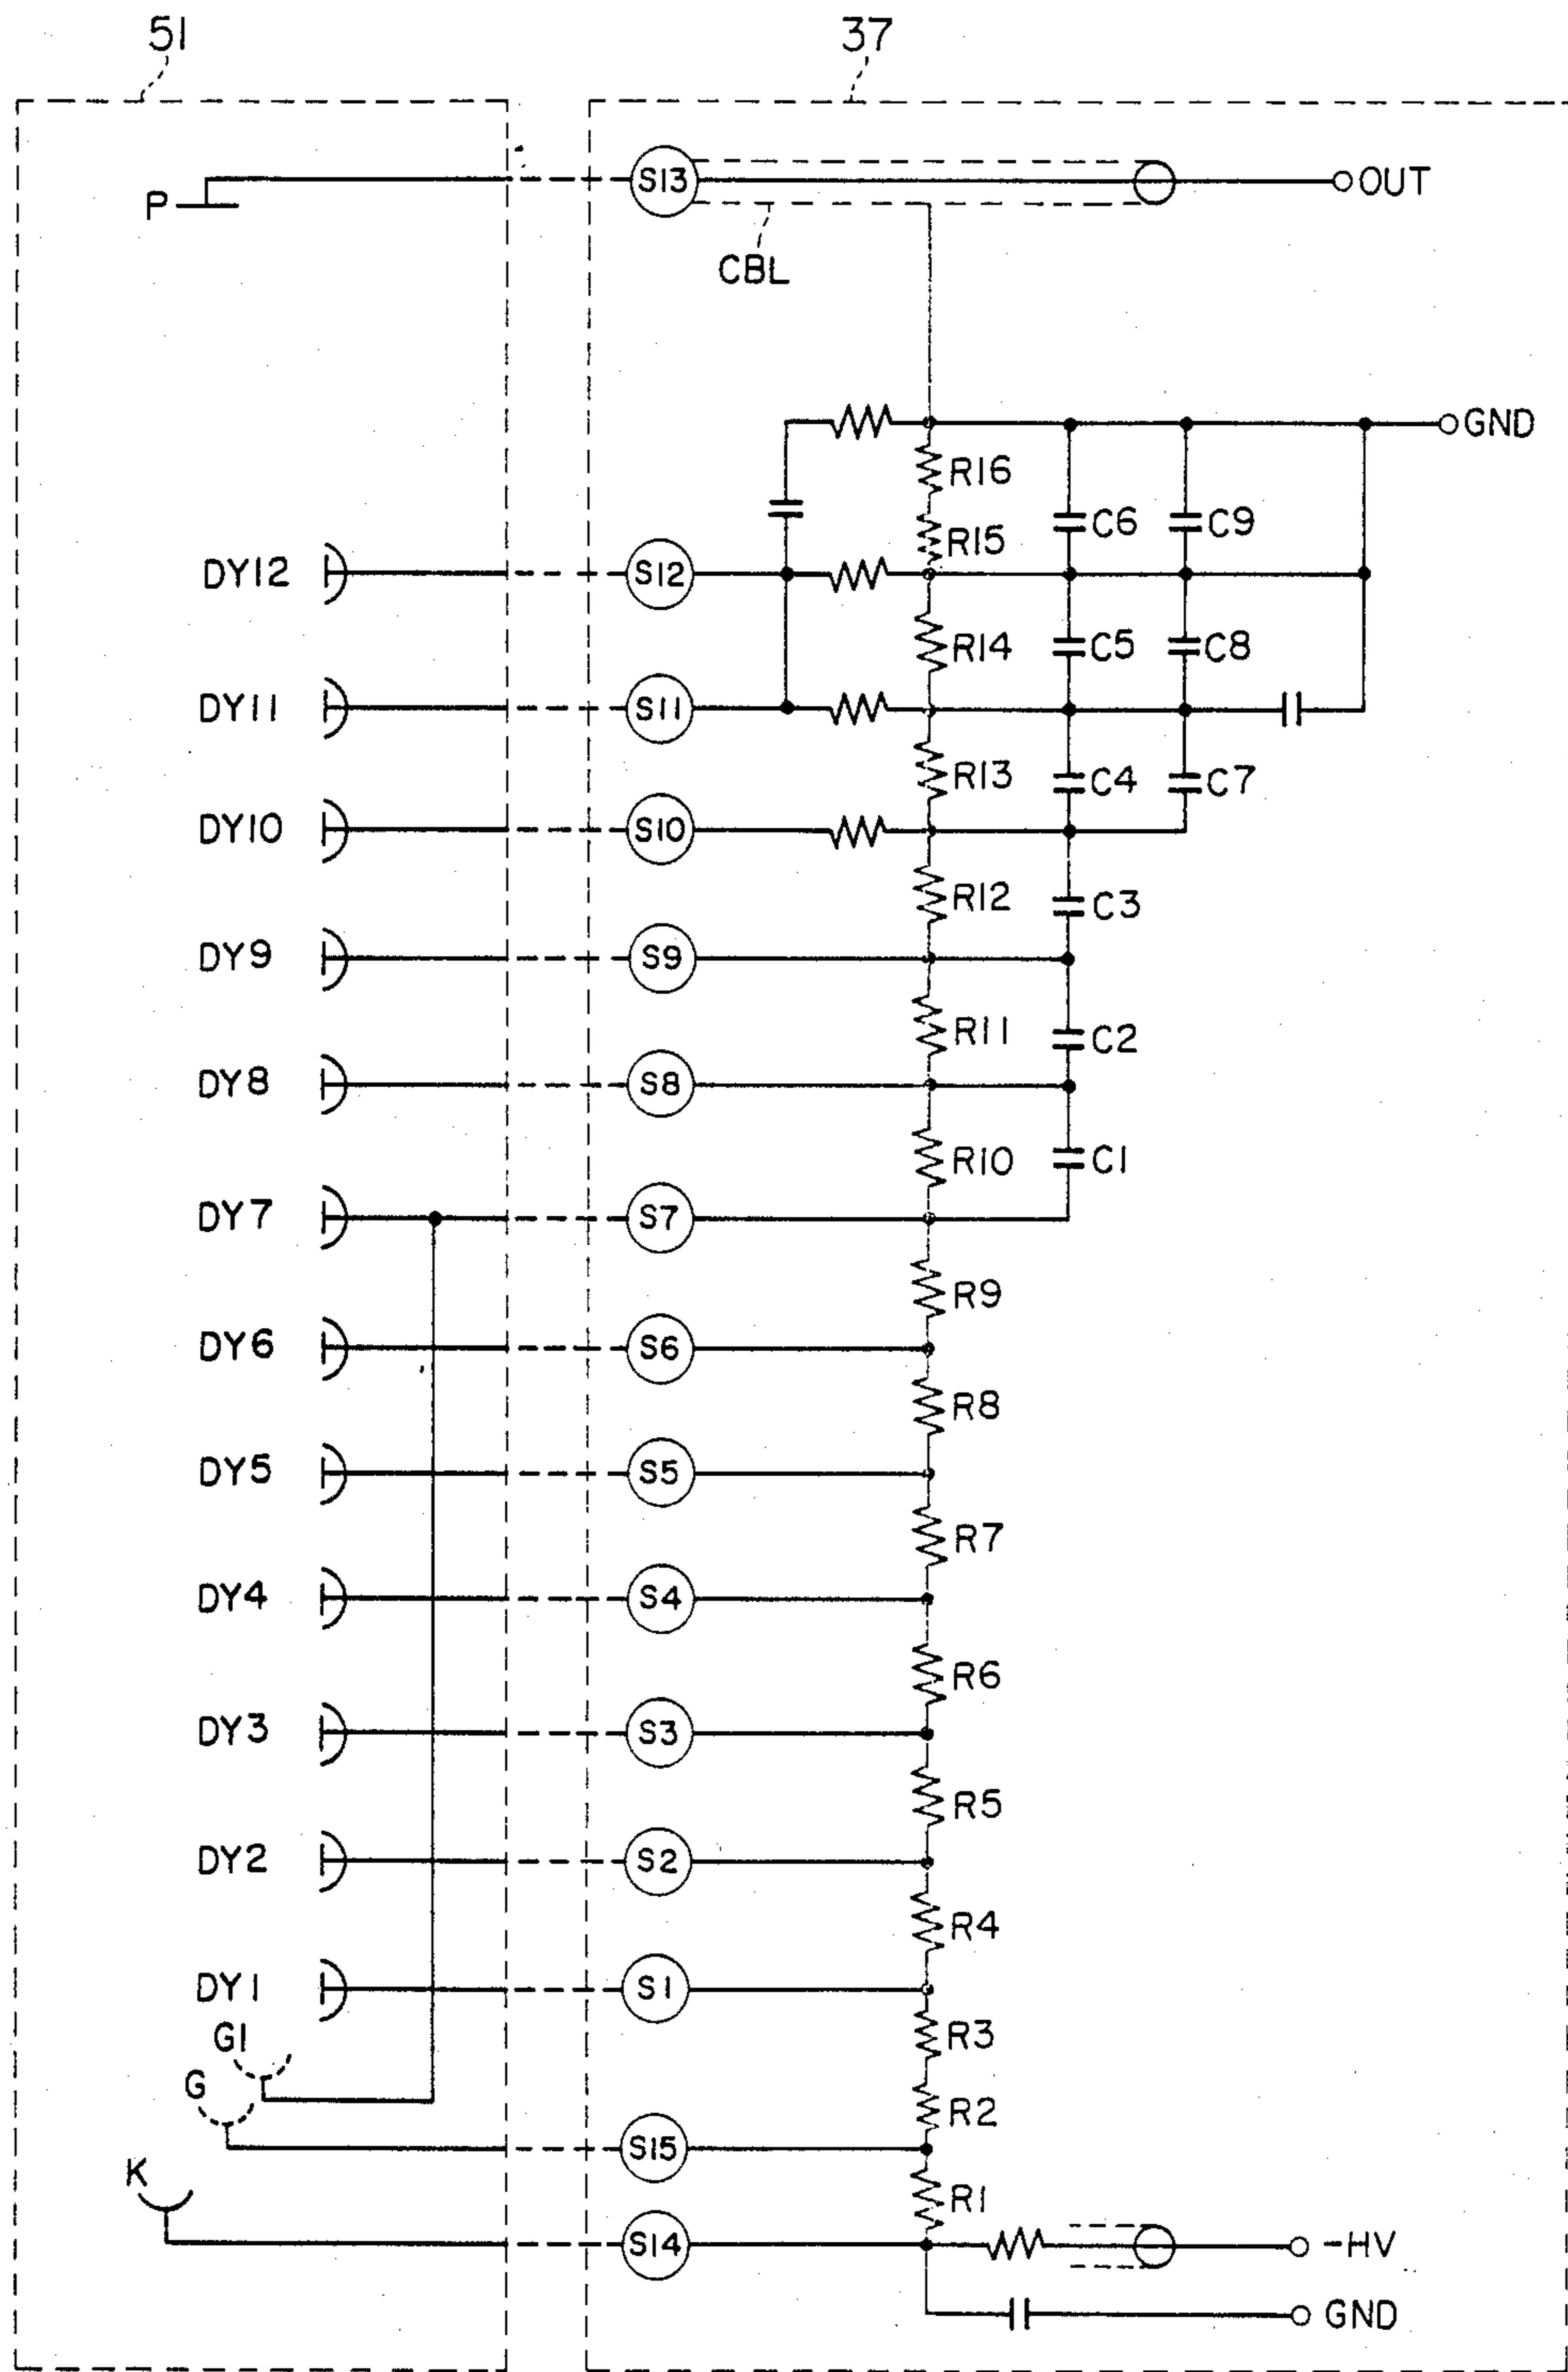 51 37
P S13 OUT
CBL
GND
R16
R15 C6 C9
DY12 S12
R14 C5 C8
DY11 S11
R13 C4 C7
DY10 S10
R12 C3
DY9 S9
R11 C2
DY8 S8
R10 C1
DY7 S7
R9
DY6 S6
R8
DY5 S5
R7
DY4 S4
R6
DY3 S3
R5
DY2 S2
R4
DY1 S1
G1 R3
G R2
S15
K R1
S14 -HV
GND